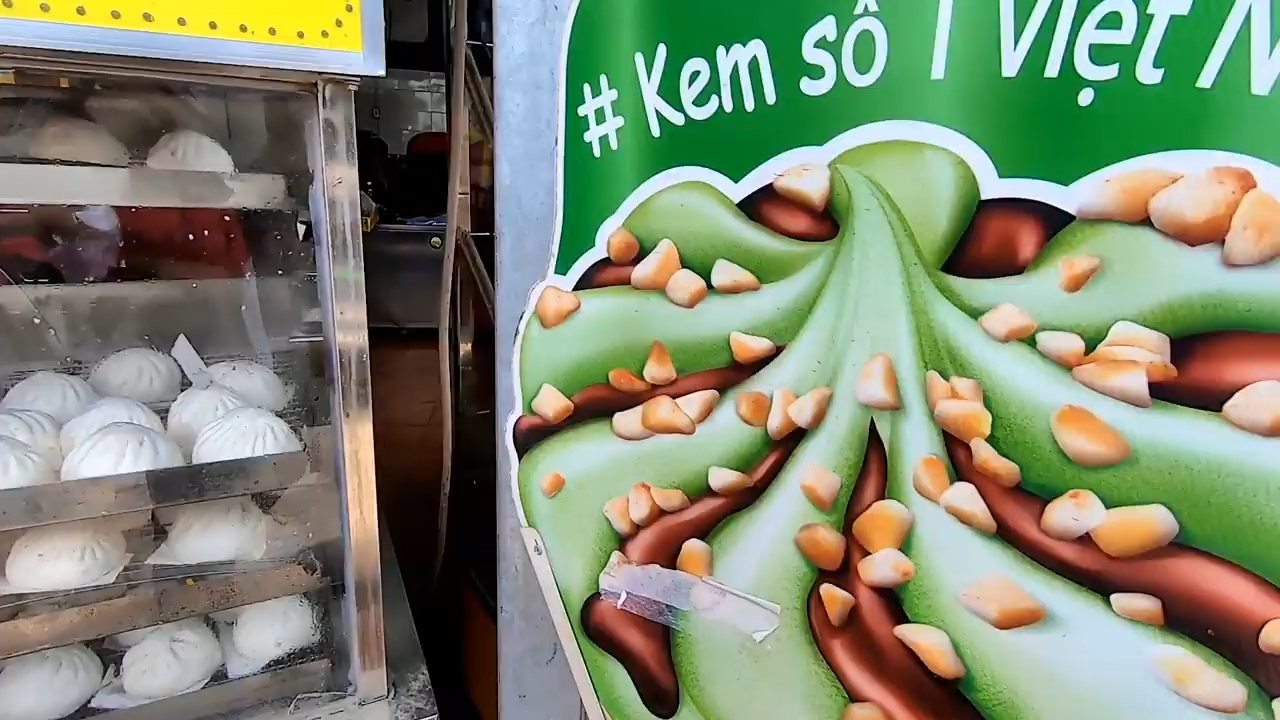 # Kem số 1 Việt